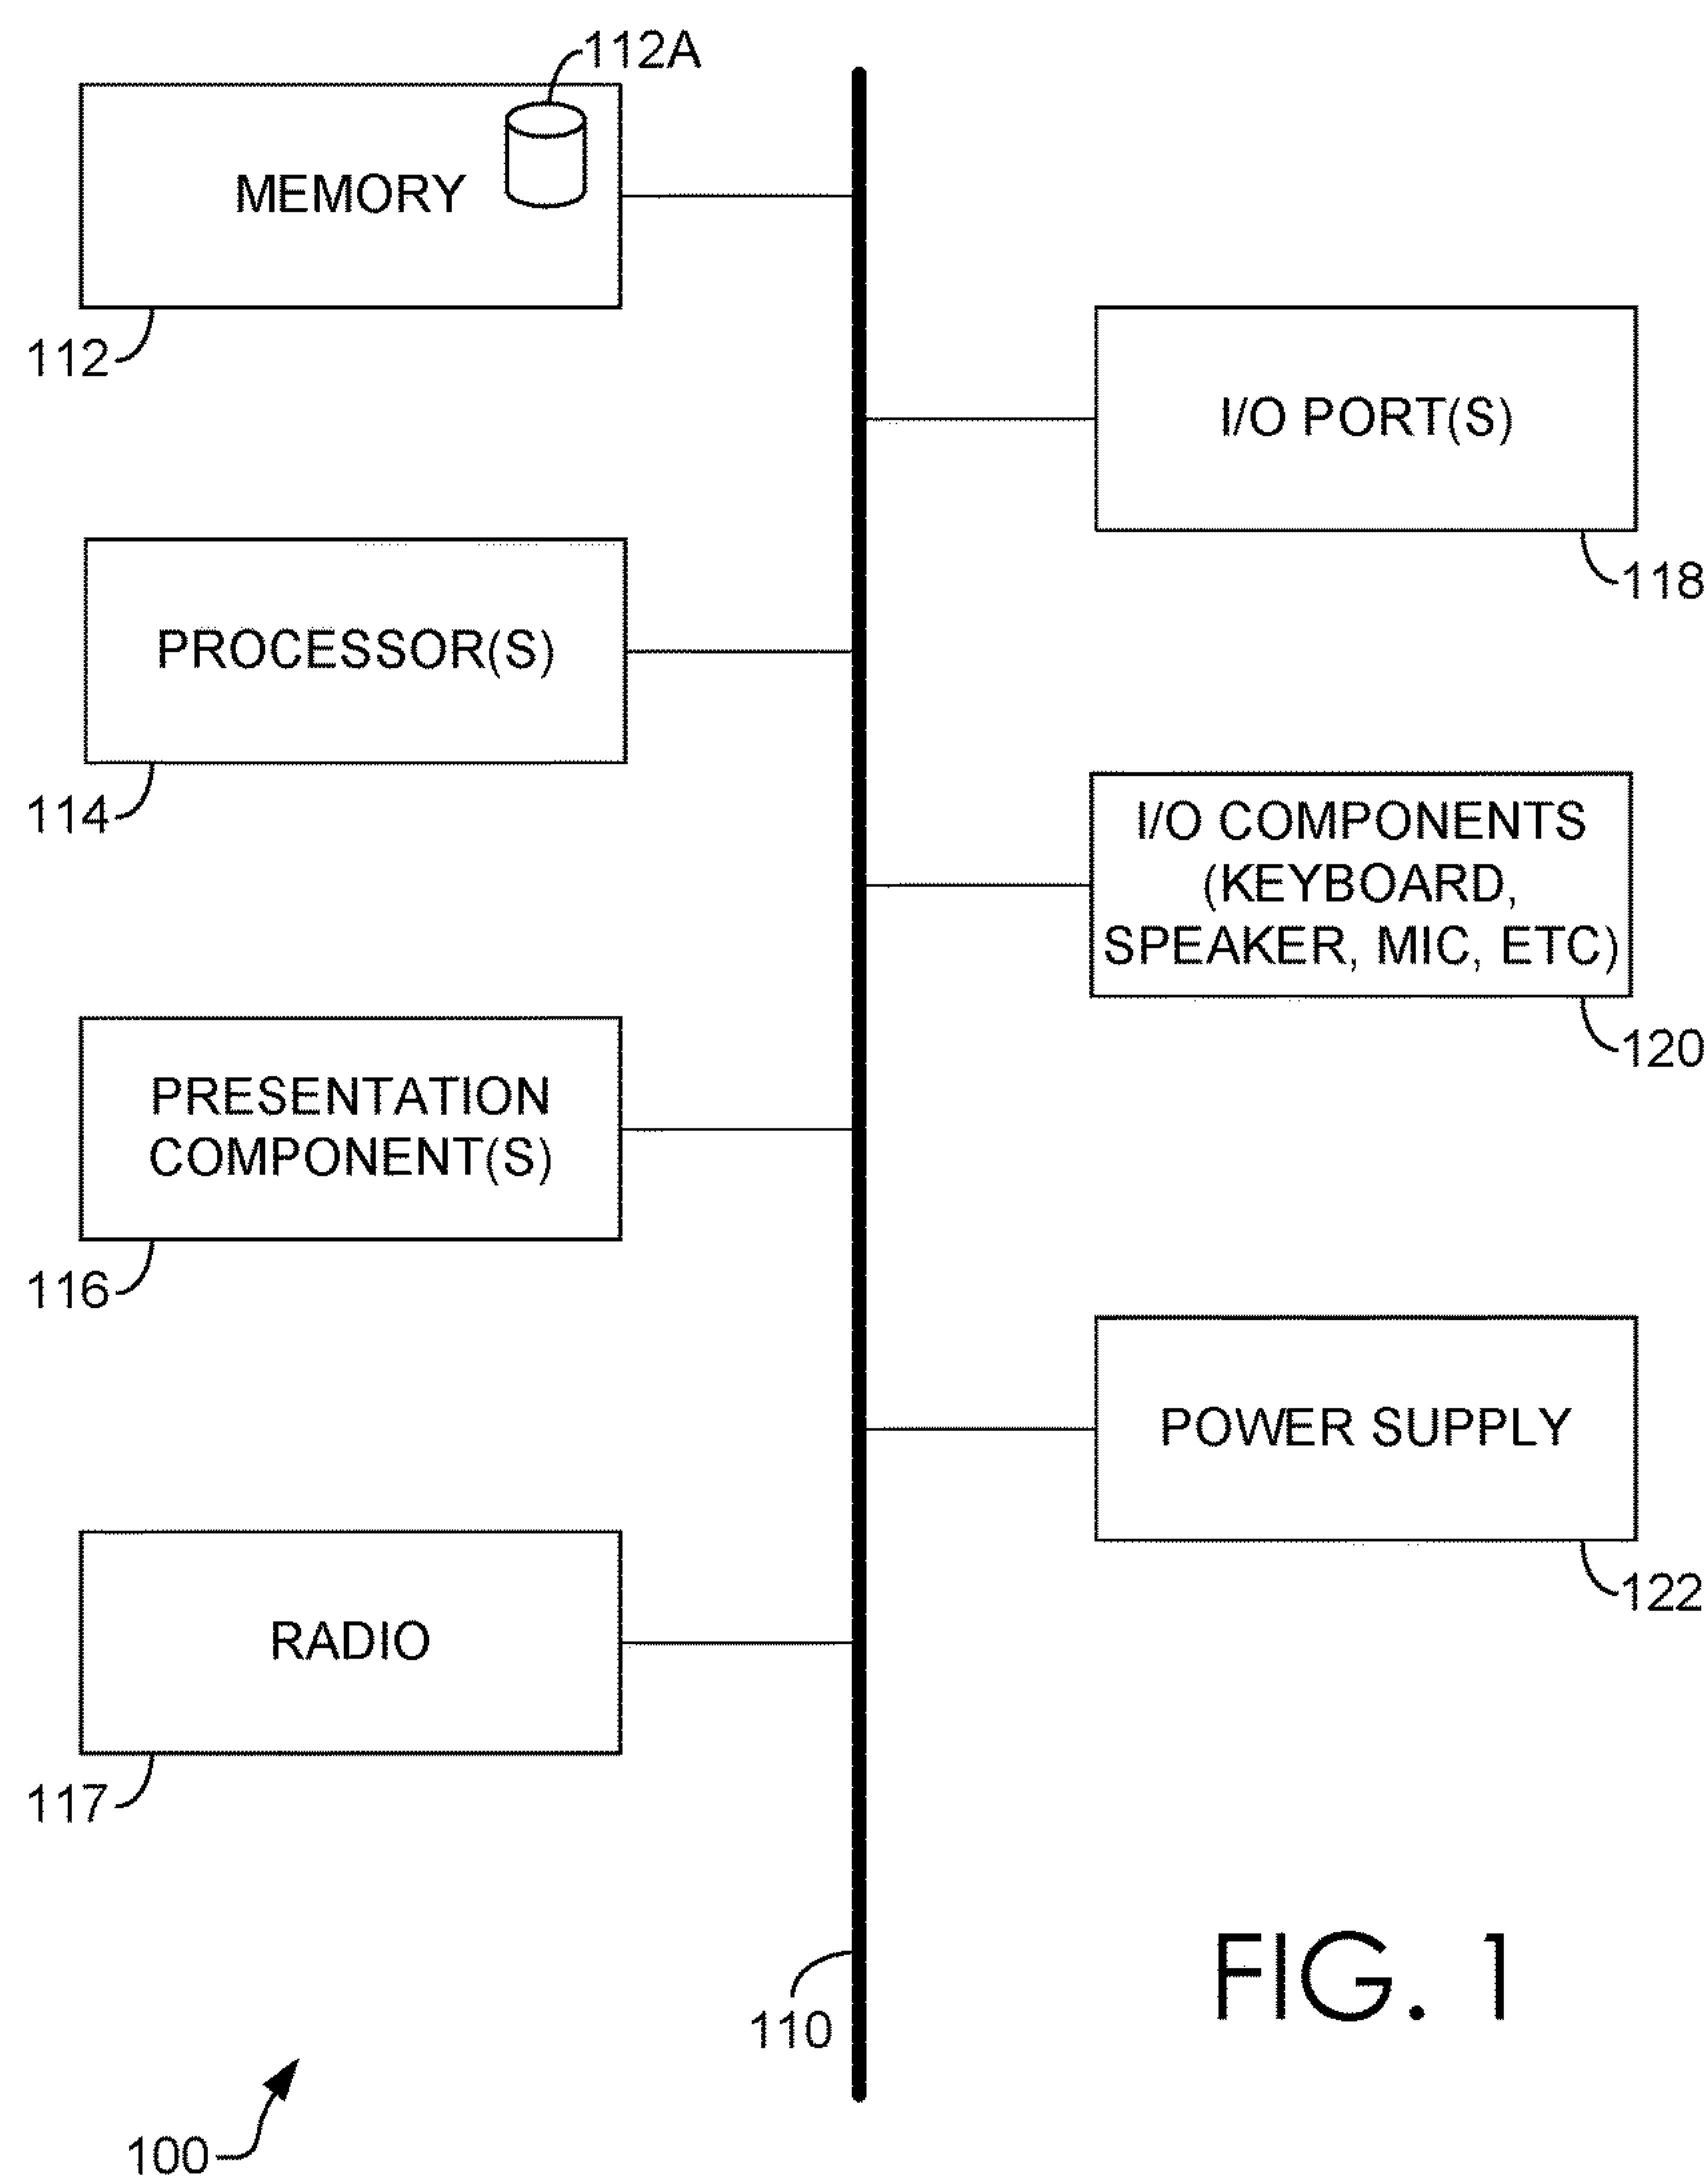 112A
MEMORY
112
I/O PORT(S)
118
PROCESSOR(S)
114
I/O COMPONENTS
(KEYBOARD,
SPEAKER, MIC, ETC)
120
PRESENTATION
COMPONENT(S)
116
POWER SUPPLY
122
RADIO
117
110
FIG. 1
100